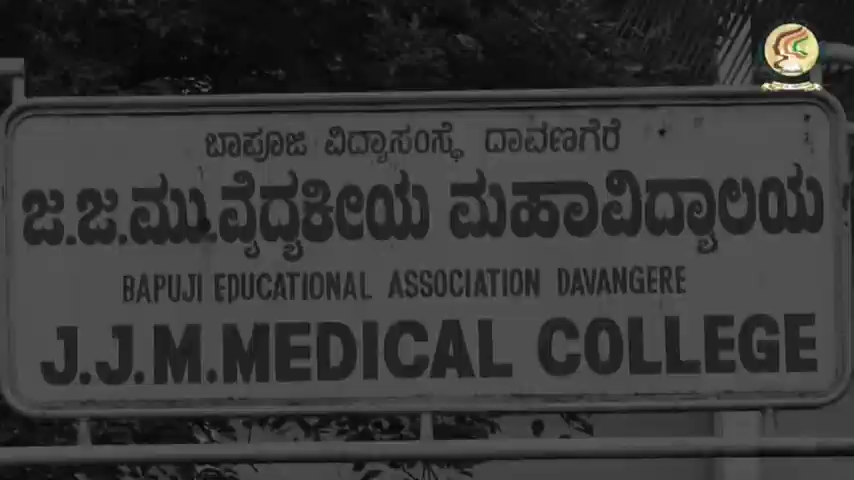 ಬಾಪೂಜಿ ವಿದ್ಯಾಸಂಸ್ಥೆ ದಾವಣಗೆರೆ
ಜ.ಜ.ಮು.ವೈದ್ಯಕೀಯ ಮಹಾವಿದ್ಯಾಲಯ
BAPUJI EDUCATIONAL ASSOCIATION DAVANGERE
J.J.M.MEDICAL COLLEGE